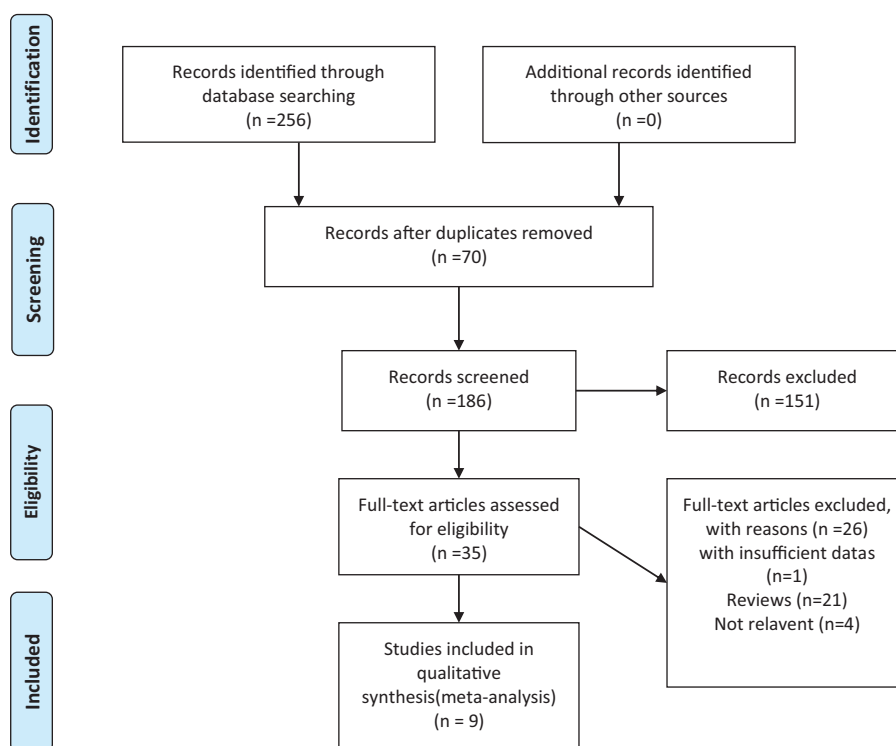 Identification
Records identified through
database searching
(n =256)
Additional records identified
through other sources
(n =0)
Screening
Records after duplicates removed
(n =70)
Records screened
(n =186)
Records excluded
(n =151)
Eligibility
Full-text articles assessed
for eligibility
(n =35)
Full-text articles excluded,
with reasons (n =26)
with insufficient datas
(n=1)
Reviews (n=21)
Not relavent (n=4)
Included
Studies included in
qualitative
synthesis(meta-analysis)
(n = 9)